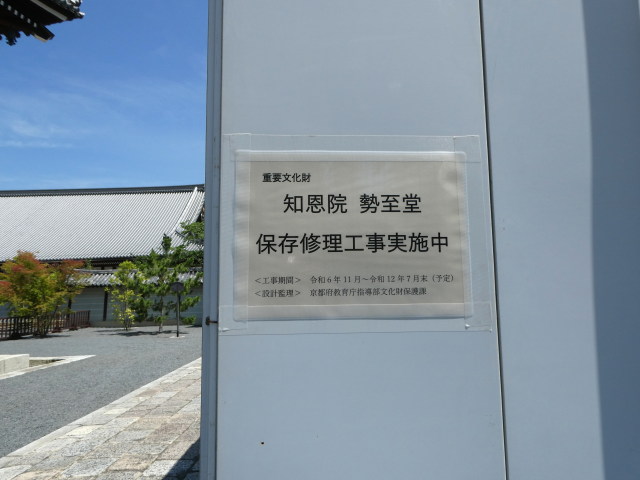 重要文化財
知恩院 勢至堂
保存修理工事実施中
＜工事期間＞ 令和6年11月～令和12年7月末（予定）
＜設計監理＞ 京都府教育庁指導部文化財保護課